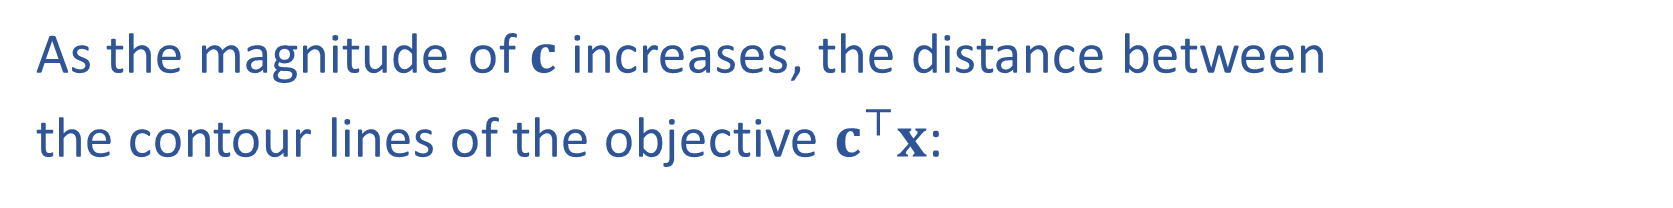 As the magnitude of c increases, the distance between
the contour lines of the objective c⊤x: